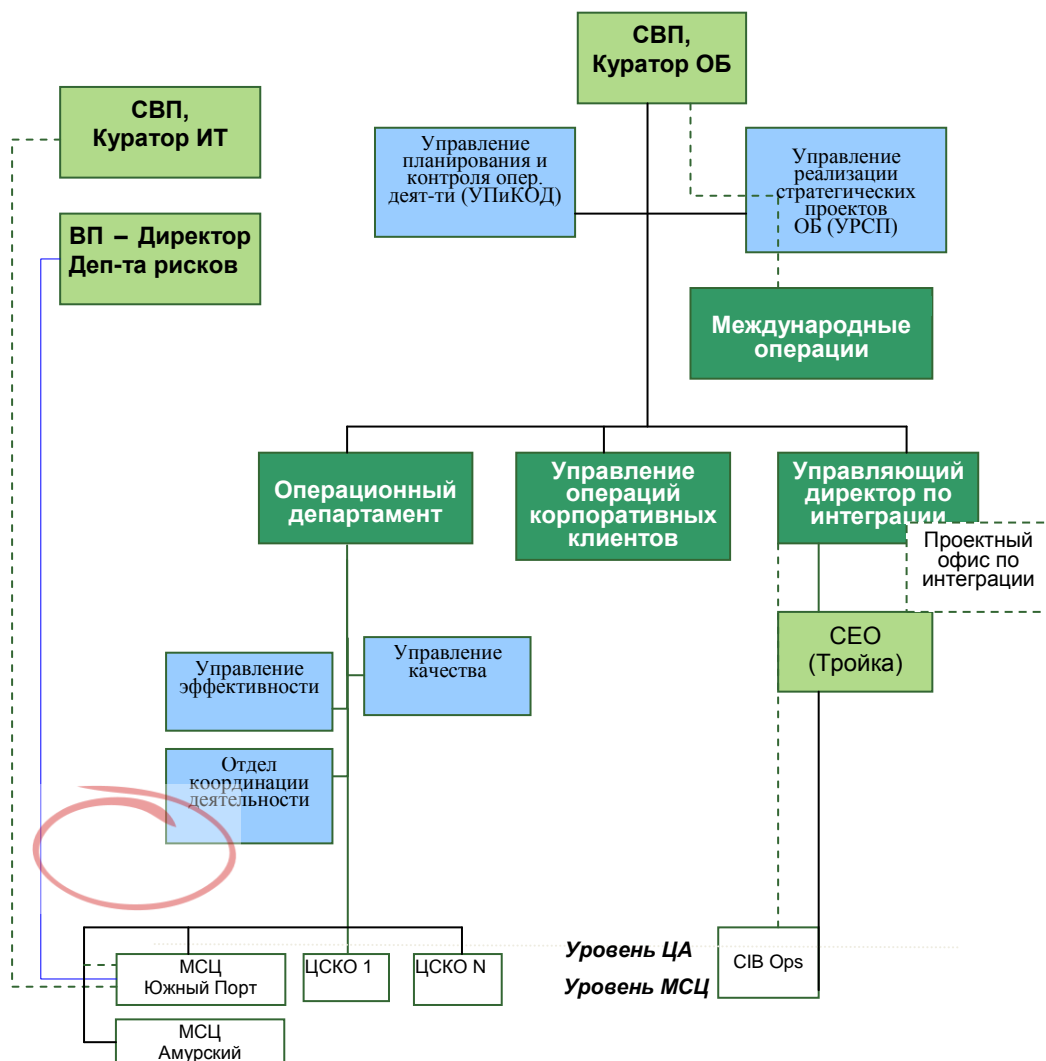 СВП,
Куратор ОБ
СВП,
Куратор ИТ
Управление
планирования и
контроля опер.
деят-ти (УПиКОД)
Управление
реализации
стратегических
проектов
ОБ (УРСП)
ВП – Директор
Деп-та рисков
Международные
операции
Операционный
департамент
Управление
операций
корпоративных
клиентов
Управляющий
директор по
интеграции
Проектный
офис по
интеграции
CEO
(Тройка)
Управление
эффективности
Управление
качества
Отдел
координации
деятельности
Уровень ЦА
Уровень МСЦ
МСЦ
Южный Порт
ЦСКО 1
ЦСКО N
CIB Ops
МСЦ
Амурский